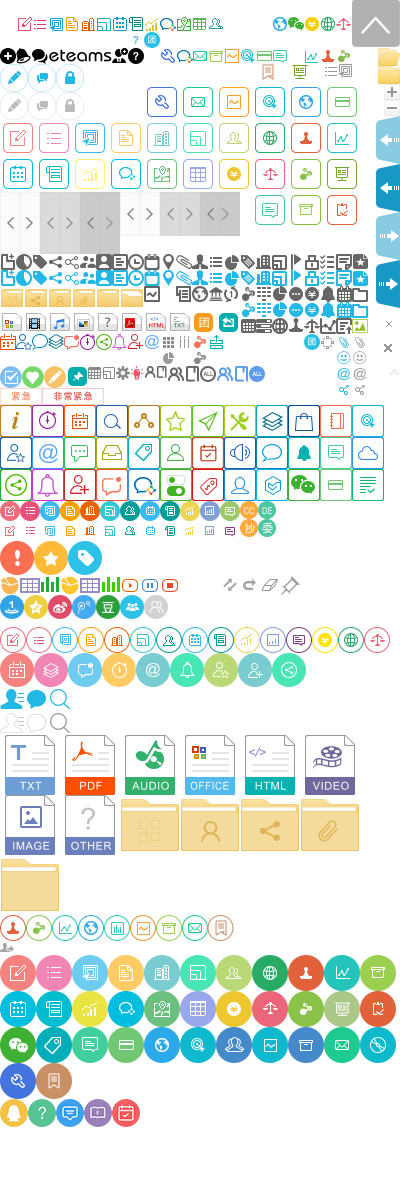 团
eteams
HTML
TXT
团
@
团
@ @
ALL ALL
紧急 非常紧急
@
CC DE
抄 委
1 豆
@
TXT PDF AUDIO OFFICE HTML VIDEO
IMAGE OTHER